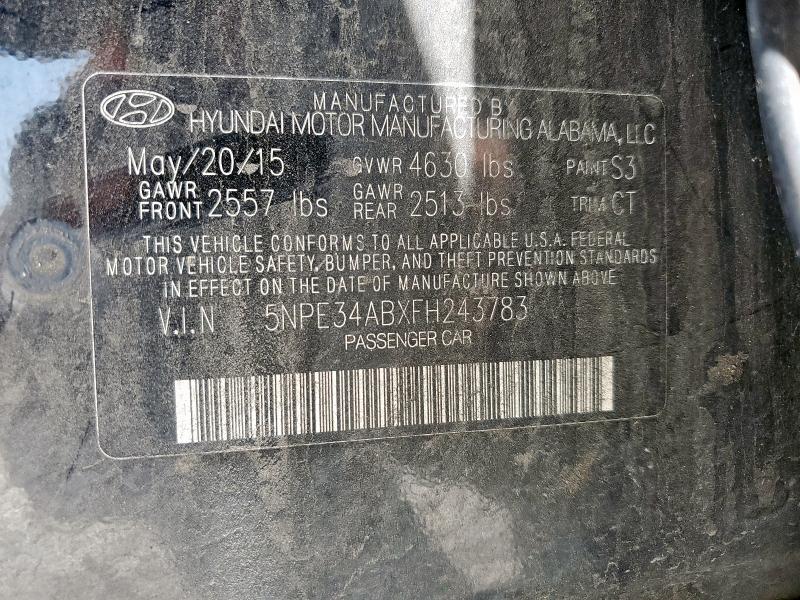 MANUFACTURED BY
HYUNDAI MOTOR MANUFACTURING ALABAMA, LLC
May/20/15 GVWR 4630 lbs PAINT S3
GAWR FRONT 2557 lbs GAWR REAR 2513 lbs TRIM CT
THIS VEHICLE CONFORMS TO ALL APPLICABLE U.S.A. FEDERAL
MOTOR VEHICLE SAFETY, BUMPER, AND THEFT PREVENTION STANDARDS
IN EFFECT ON THE DATE OF MANUFACTURE SHOWN ABOVE
V.I.N 5NPE34ABXFH243783
PASSENGER CAR